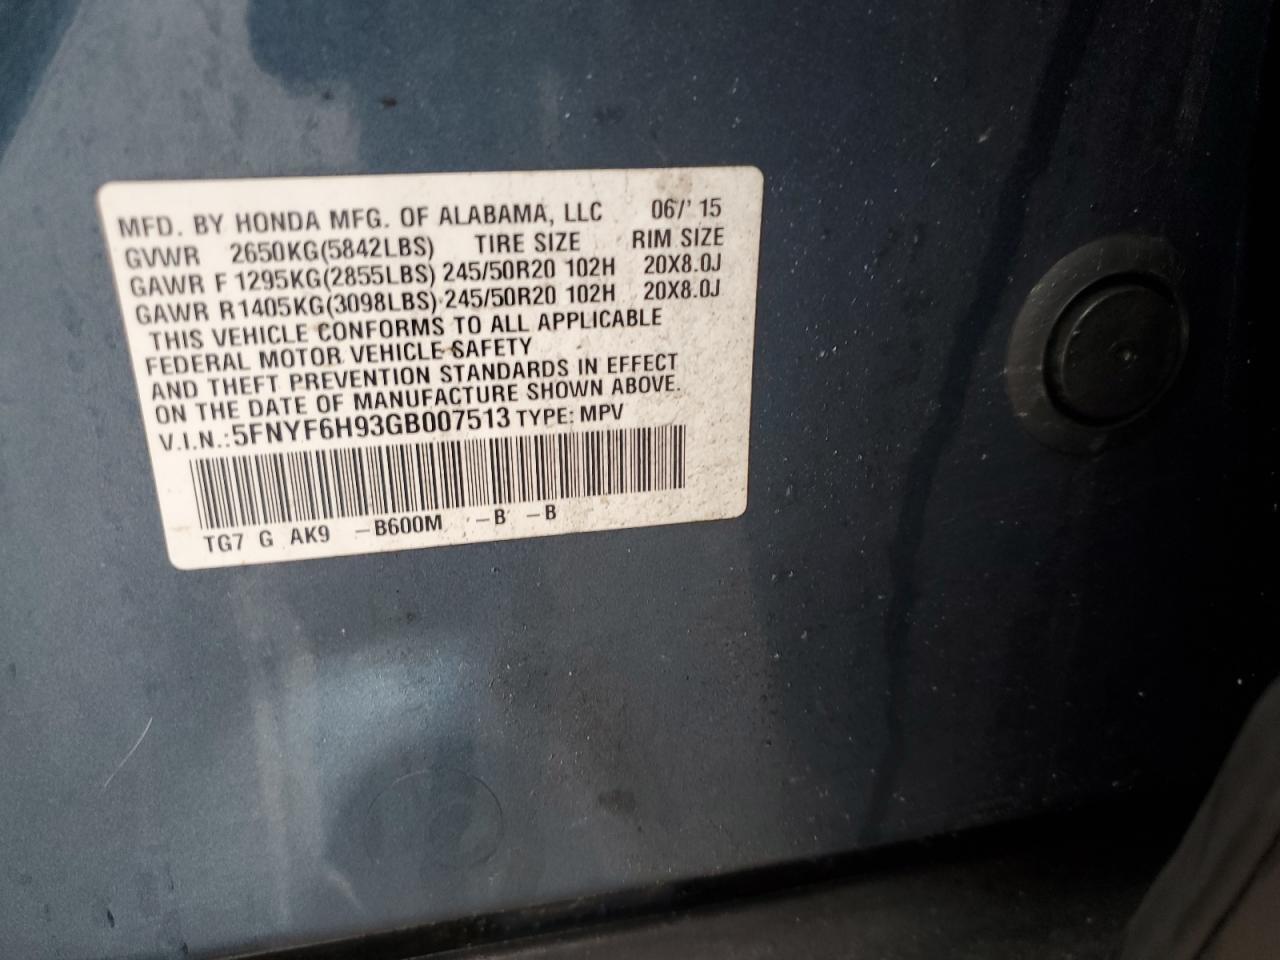 MFD. BY HONDA MFG. OF ALABAMA, LLC 06/' 15
GVWR 2650KG(5842LBS) TIRE SIZE RIM SIZE
GAWR F 1295KG(2855LBS) 245/50R20 102H 20X8.0J
GAWR R1405KG(3098LBS) 245/50R20 102H 20X8.0J
THIS VEHICLE CONFORMS TO ALL APPLICABLE
FEDERAL MOTOR VEHICLE SAFETY
AND THEFT PREVENTION STANDARDS IN EFFECT
ON THE DATE OF MANUFACTURE SHOWN ABOVE.
V.I.N.:5FNYF6H93GB007513 TYPE: MPV
TG7 G AK9 -B600M -B -B